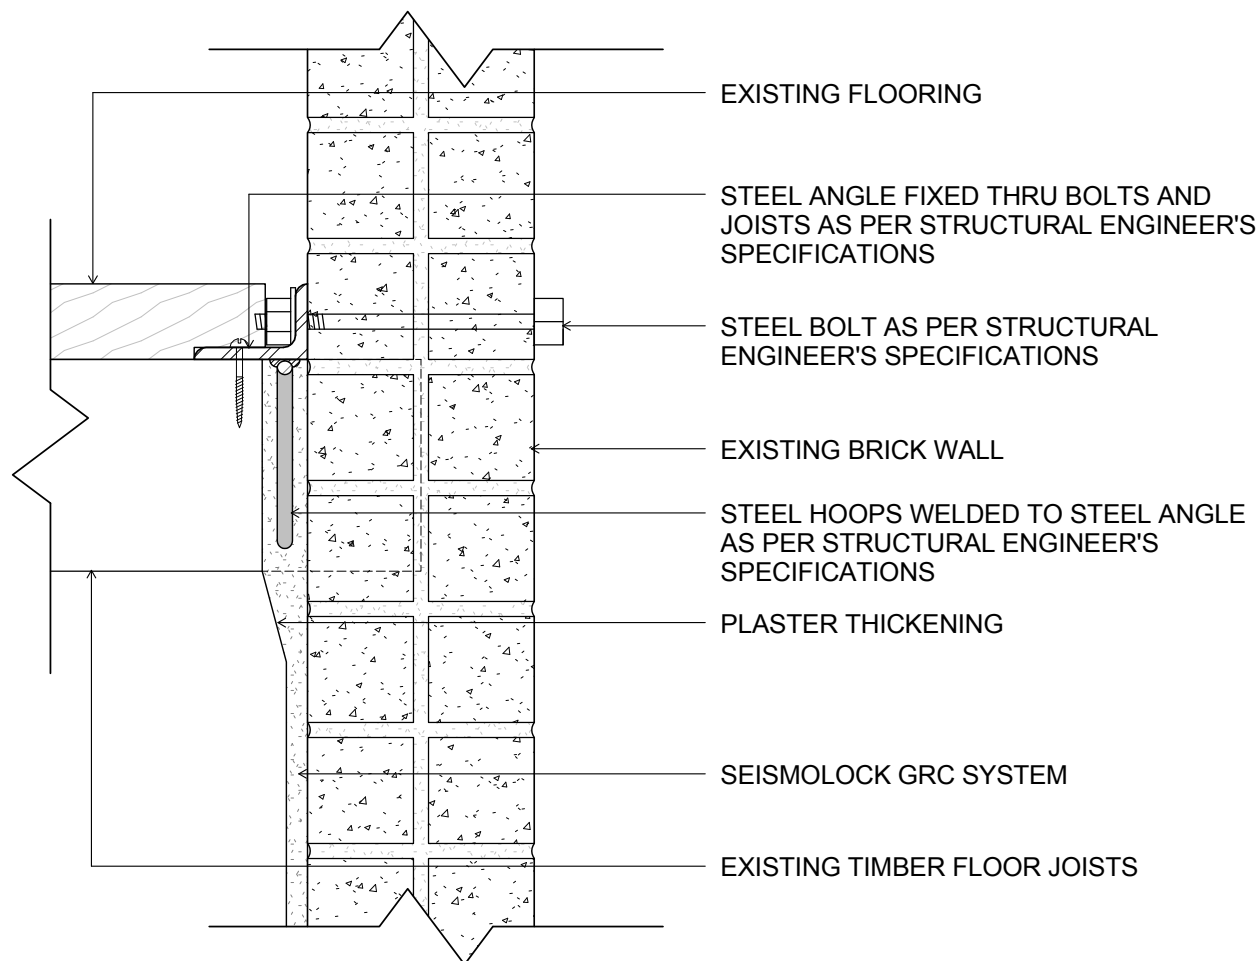 EXISTING FLOORING
STEEL ANGLE FIXED THRU BOLTS AND
JOISTS AS PER STRUCTURAL ENGINEER'S
SPECIFICATIONS
STEEL BOLT AS PER STRUCTURAL
ENGINEER'S SPECIFICATIONS
EXISTING BRICK WALL
STEEL HOOPS WELDED TO STEEL ANGLE
AS PER STRUCTURAL ENGINEER'S
SPECIFICATIONS
PLASTER THICKENING
SEISMOLOCK GRC SYSTEM
EXISTING TIMBER FLOOR JOISTS